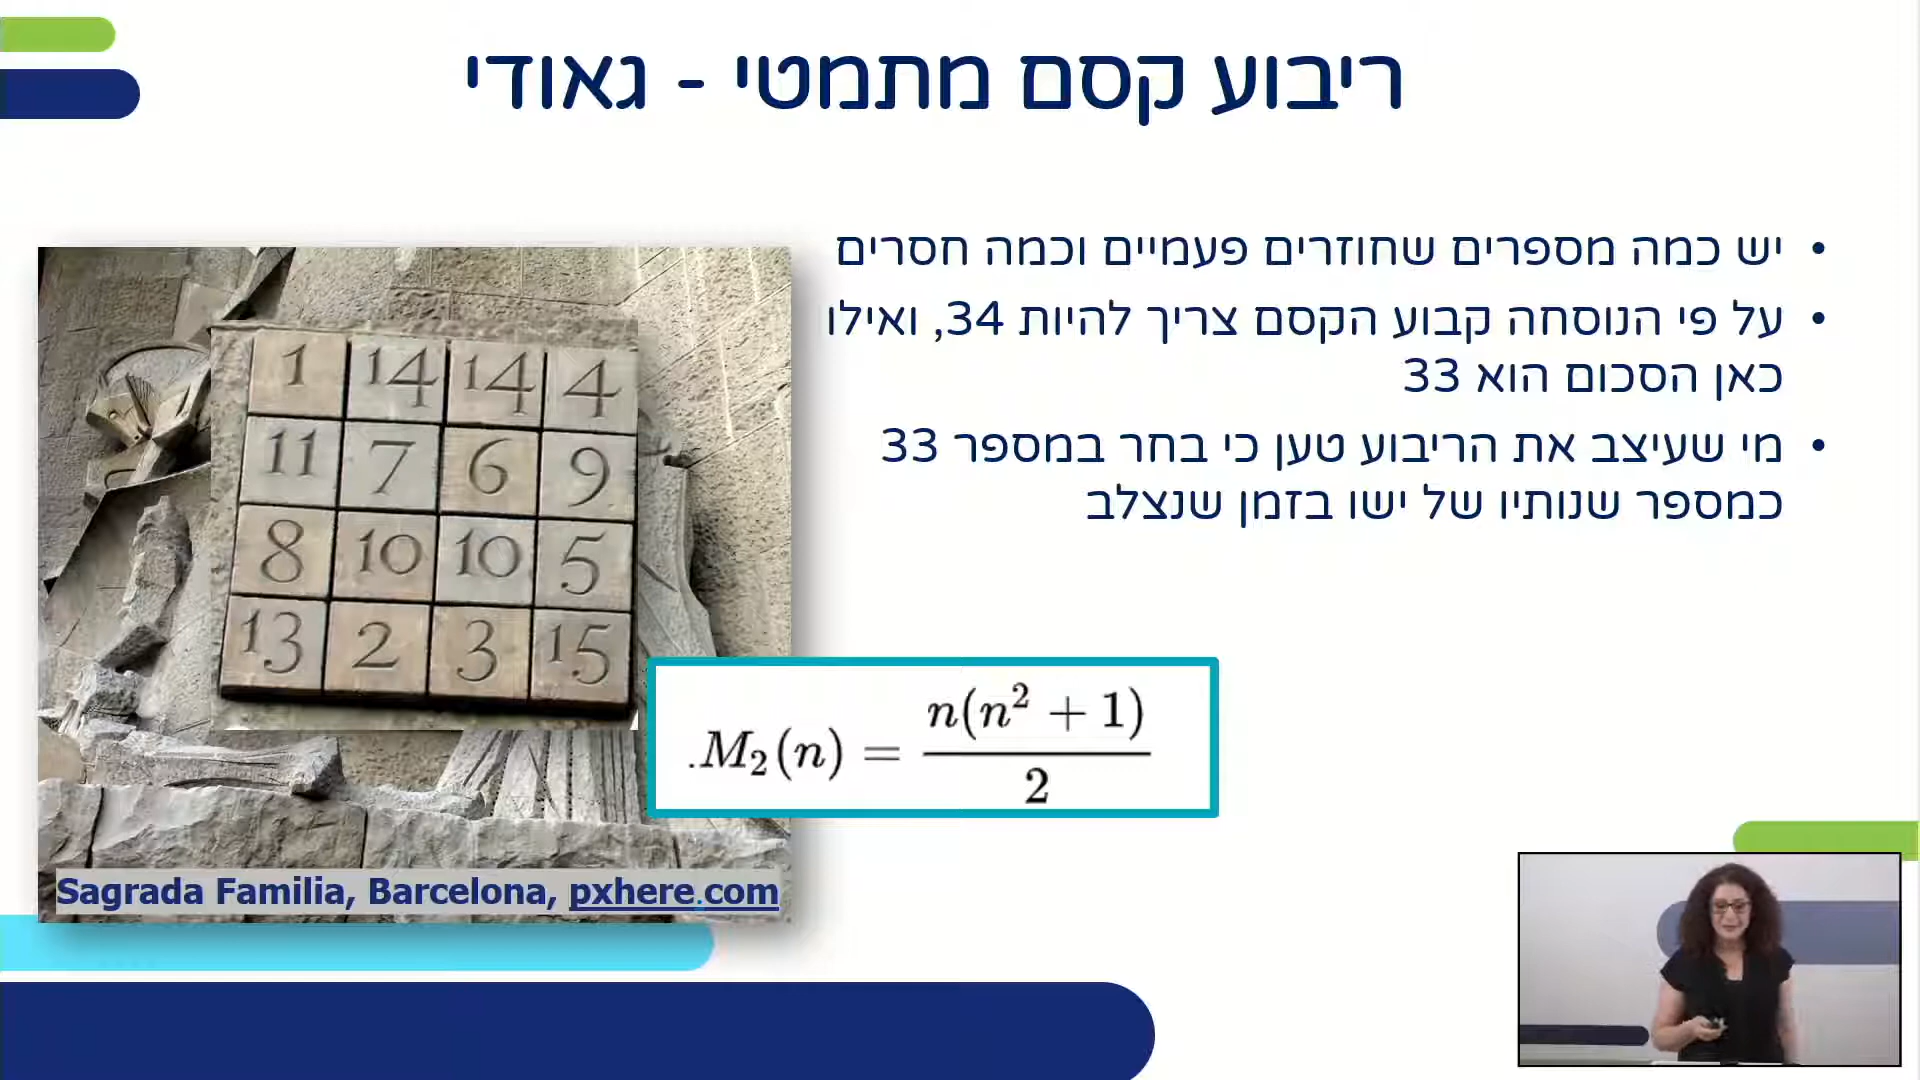 ריבוע קסם מתמטי - גאודי
• יש כמה מספרים שחוזרים פעמיים וכמה חסרים
• על פי הנוסחה קבוע הקסם צריך להיות 34, ואילו
כאן הסכום הוא 33
• מי שעיצב את הריבוע טען כי בחר במספר 33
כמספר שנותיו של ישו בזמן שנצלב
1 14 14 4
11 7 6 9
8 10 10 5
13 2 3 15
.M₂(n) = n(n² + 1) / 2
Sagrada Familia, Barcelona, pxhere.com